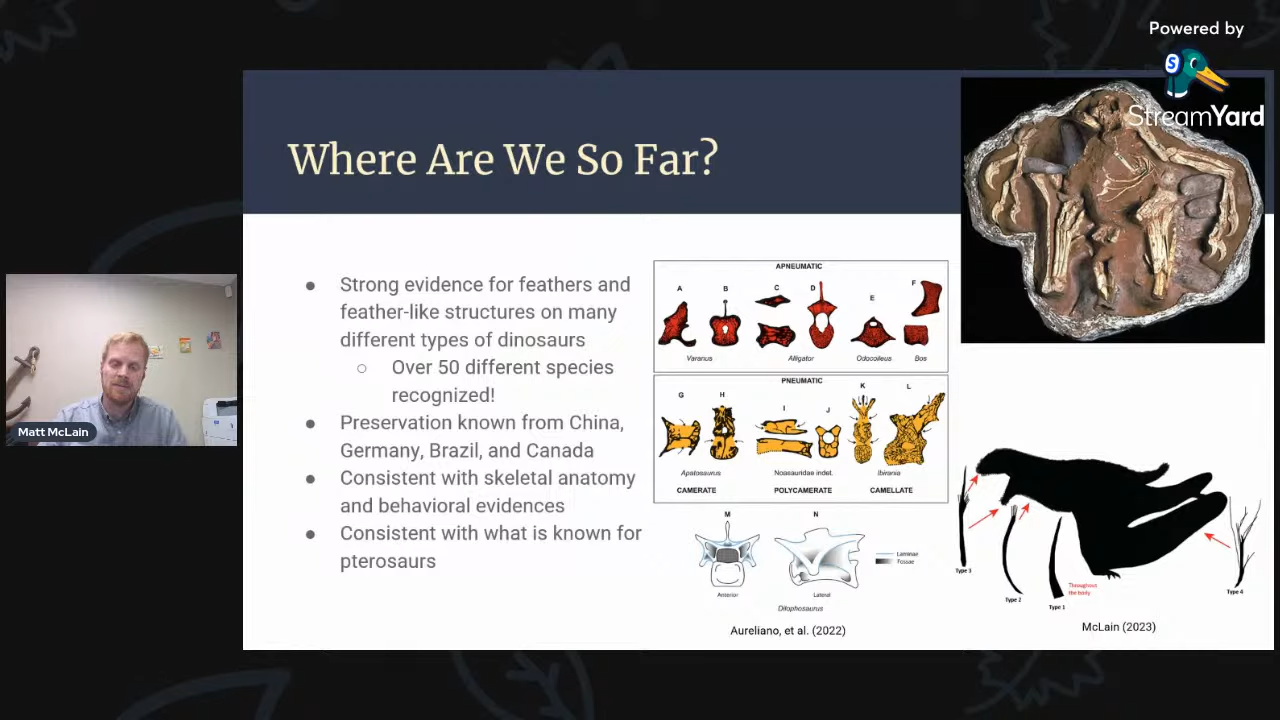 Powered by
StreamYard
Where Are We So Far?
Strong evidence for feathers and
feather-like structures on many
different types of dinosaurs
Over 50 different species
recognized!
Preservation known from China,
Germany, Brazil, and Canada
Consistent with skeletal anatomy
and behavioral evidences
Consistent with what is known for
pterosaurs
APNEUMATIC
A B C D E F
Varanus Alligator Odocoileus Bos
PNEUMATIC
G H I J K L
Apatosaurus Noasauridae indet. Ibirania
CAMERATE POLYCAMERATE CAMELLATE
M N
Laminae
Fossae
Anterior Lateral
Dilophosaurus
Aureliano, et al. (2022)
Type 3
Type 2
Type 1
Throughout
the body
Type 4
McLain (2023)
Matt McLain
S